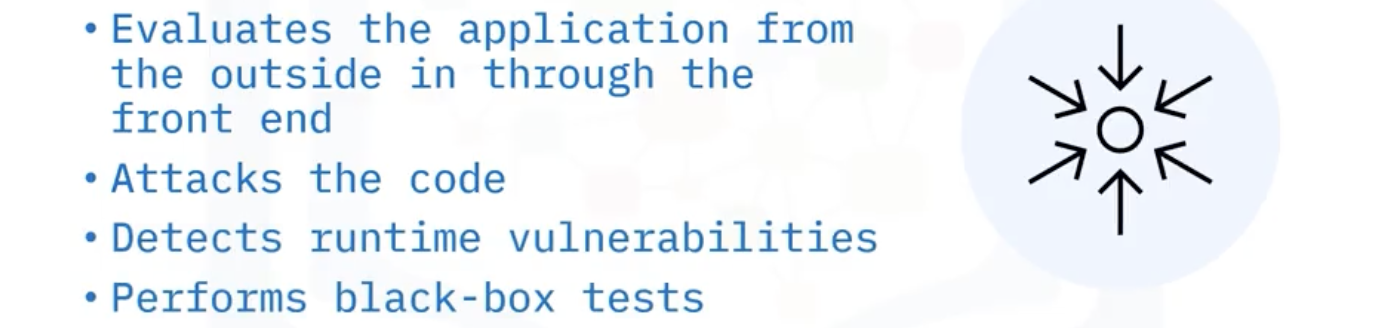 • Evaluates the application from
the outside in through the
front end
• Attacks the code
• Detects runtime vulnerabilities
• Performs black-box tests